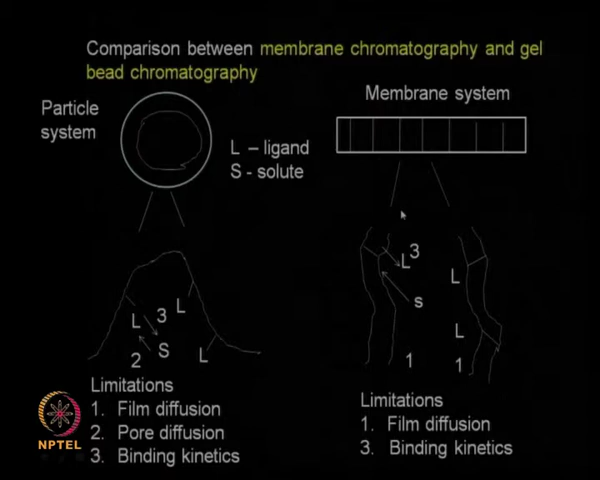 Comparison between membrane chromatography and gel
bead chromatography
Particle
system
L – ligand
S - solute
L
3
L
S
2
L
Limitations
1. Film diffusion
2. Pore diffusion
3. Binding kinetics
Membrane system
3
L
L
s
L
1
1
Limitations
1. Film diffusion
3. Binding kinetics
NPTEL